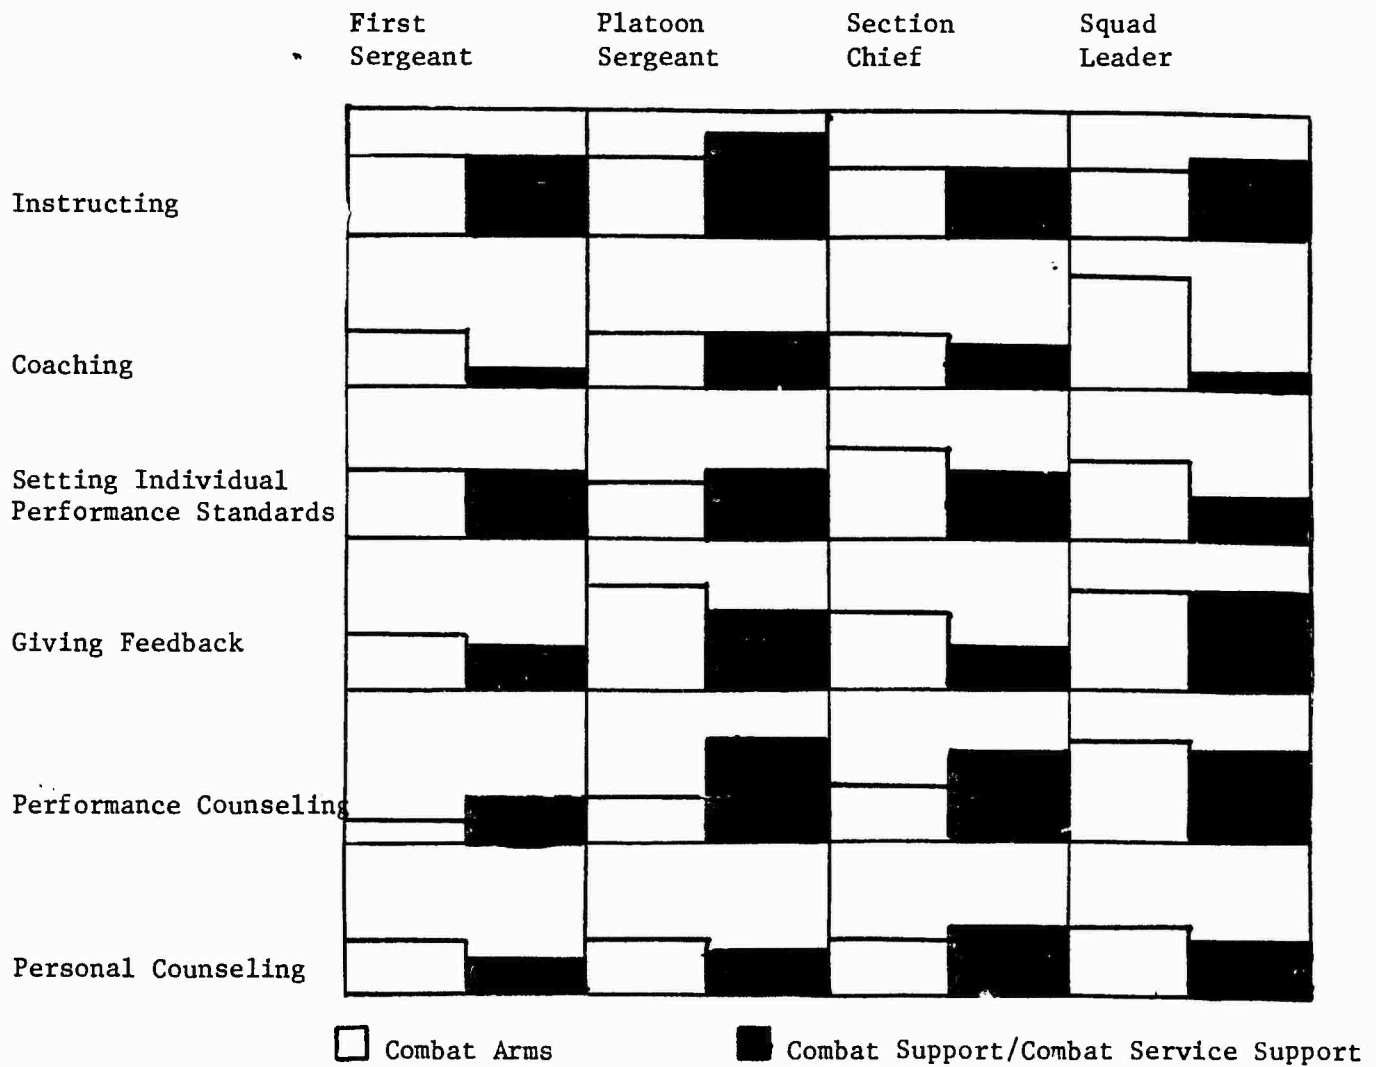 First Sergeant
Platoon Sergeant
Section Chief
Squad Leader
Instructing
Coaching
Setting Individual
Performance Standards
Giving Feedback
Performance Counseling
Personal Counseling
Combat Arms
Combat Support/Combat Service Support